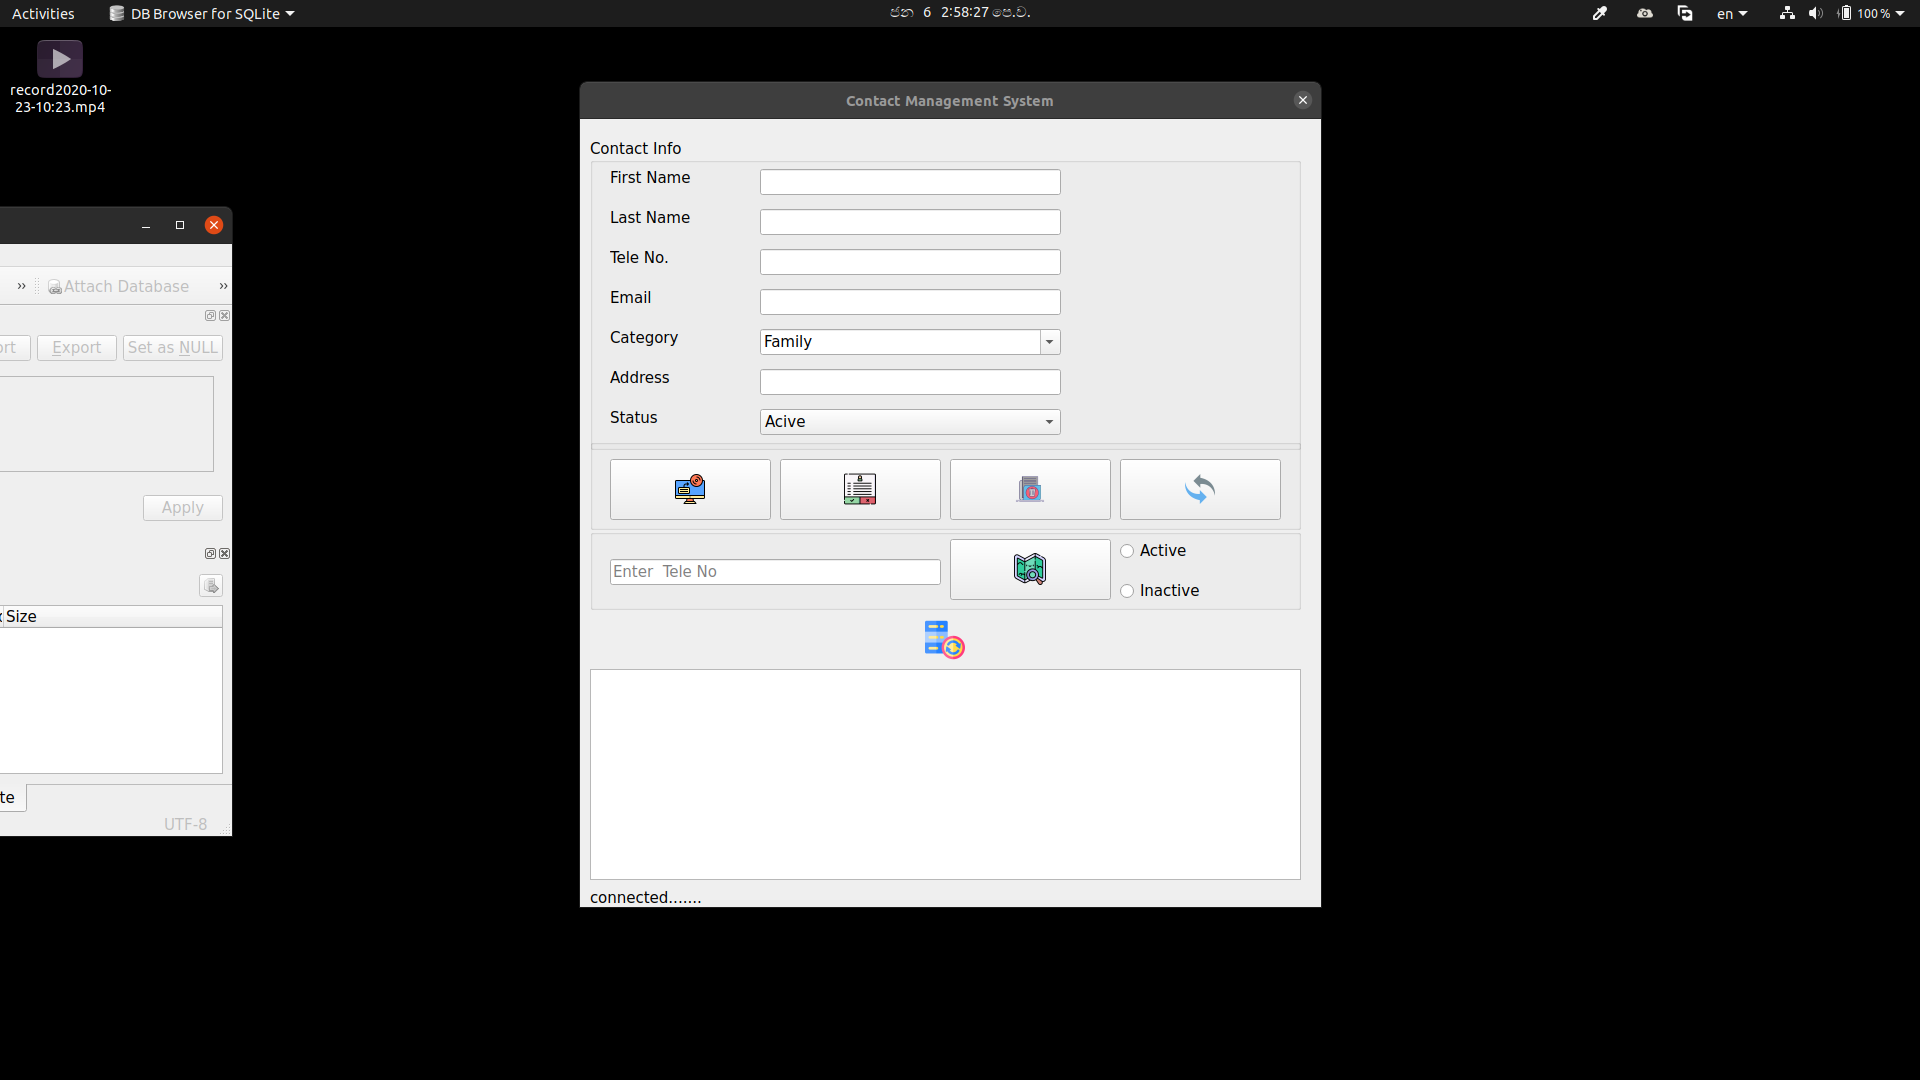 Activities
DB Browser for SQLite
ජන 6 2:58:27 පෙ.ව.
en
100 %
record2020-10-
23-10:23.mp4
Contact Management System
Contact Info
First Name
Last Name
Tele No.
Email
Category
Family
Address
Status
Acive
Enter  Tele No
Active
Inactive
connected.......
»
Attach Database
»
ort
Export
Set as NULL
Apply
Size
te
UTF-8